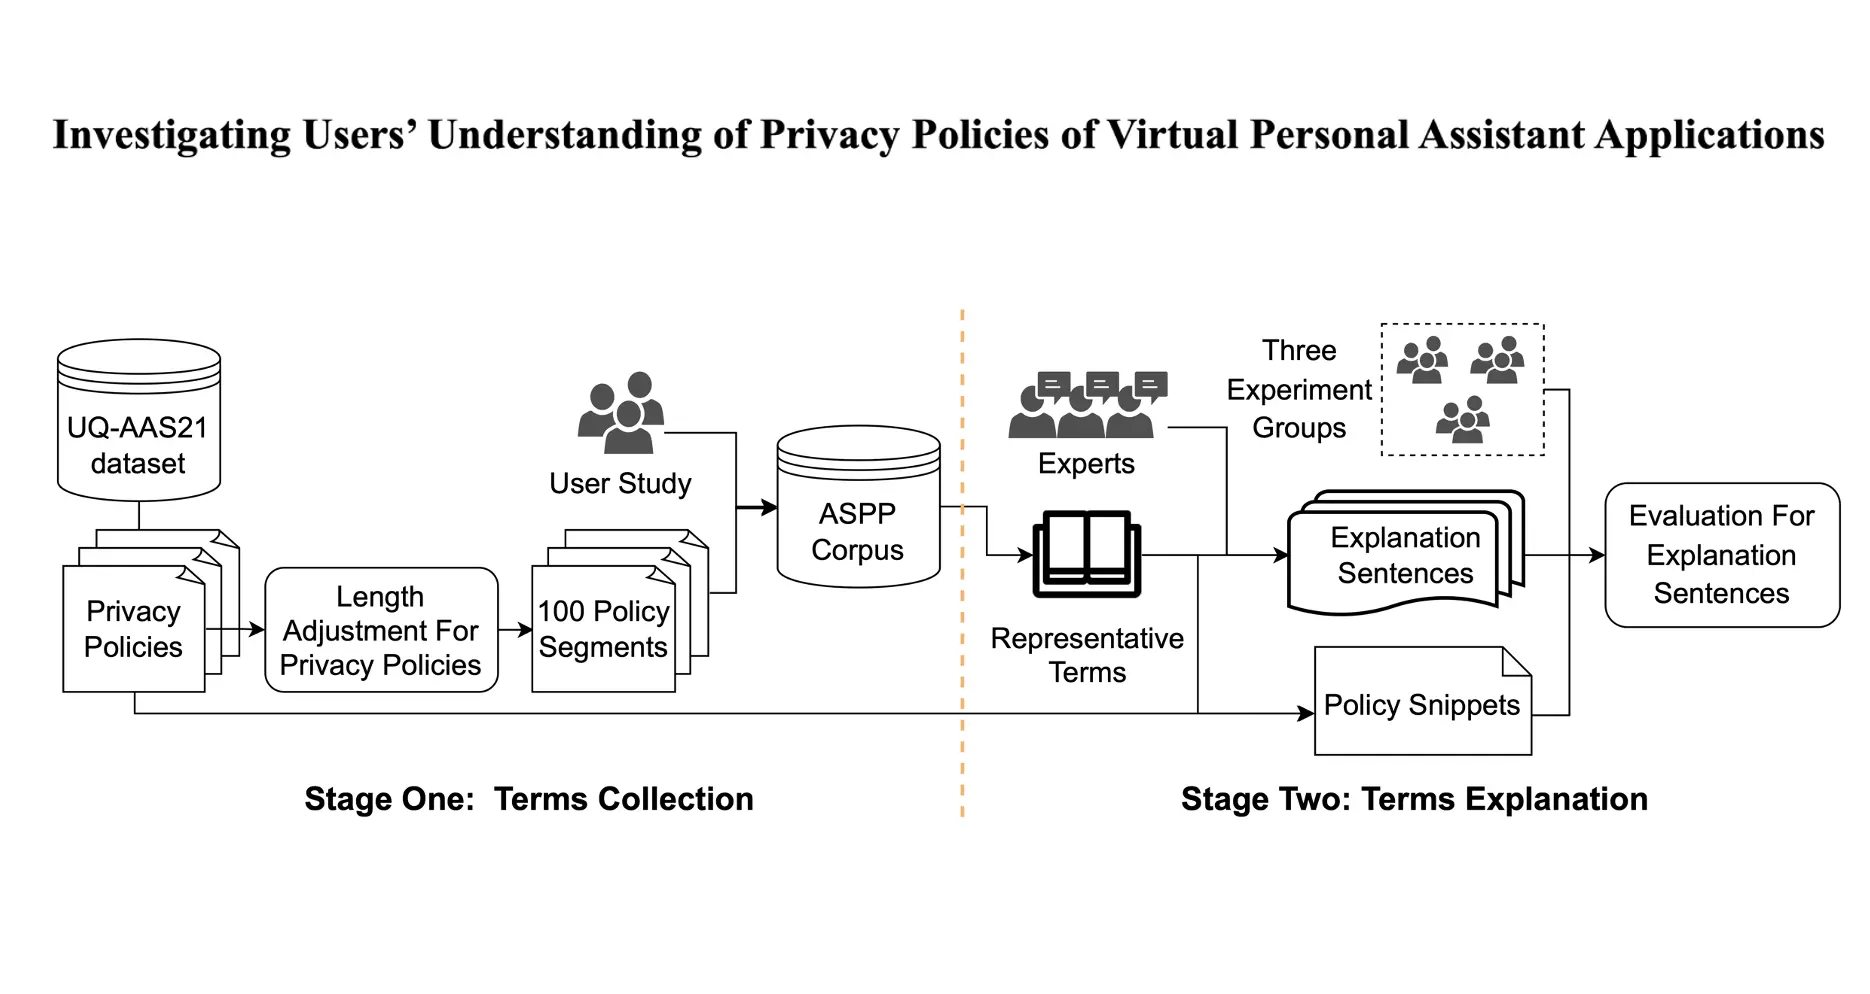 Investigating Users’ Understanding of Privacy Policies of Virtual Personal Assistant Applications
UQ-AAS21
dataset
Privacy
Policies
Length
Adjustment For
Privacy Policies
User Study
100 Policy
Segments
ASPP
Corpus
Stage One:  Terms Collection
Experts
Representative
Terms
Three
Experiment
Groups
Explanation
Sentences
Policy Snippets
Evaluation For
Explanation
Sentences
Stage Two: Terms Explanation